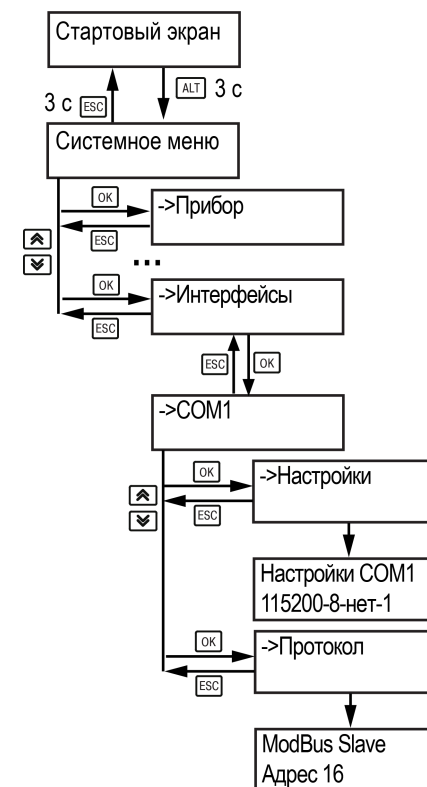 Стартовый экран
3 с ESC ALT 3 с
Системное меню
OK
->Прибор
ESC
...
OK
->Интерфейсы
ESC
ESC OK
->COM1
OK
->Настройки
ESC
Настройки COM1
115200-8-нет-1
OK
->Протокол
ESC
ModBus Slave
Адрес 16